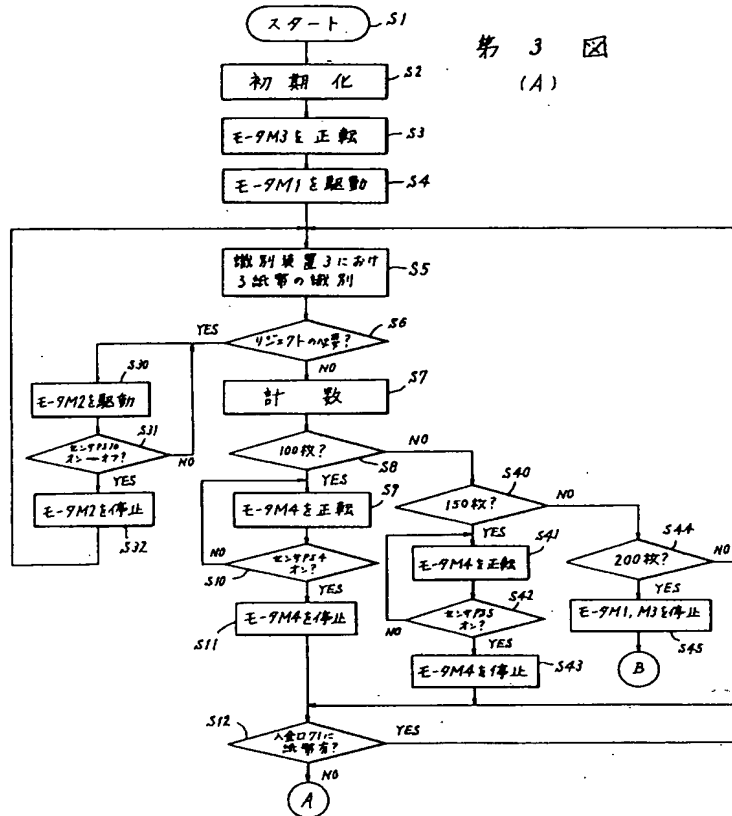 第 3 図
(A)
スタート
S1
初期化
S2
モータM3を正転
S3
モータM1を駆動
S4
識別装置3におけ
る紙幣の識別
S5
リジェクトの必要?
S6
YES
NO
モータM2を駆動
S30
センサPS10
オン→オフ?
S31
NO
YES
モータM2を停止
S32
計数
S7
100枚?
S8
NO
YES
モータM4を正転
S9
センサPS4
オン?
S10
NO
YES
モータM4を停止
S11
150枚?
S40
NO
YES
モータM4を正転
S41
センサPS5
オン?
S42
NO
YES
モータM4を停止
S43
200枚?
S44
NO
YES
モータM1,M3を停止
S45
B
入金口71に
紙幣有?
S12
YES
NO
A